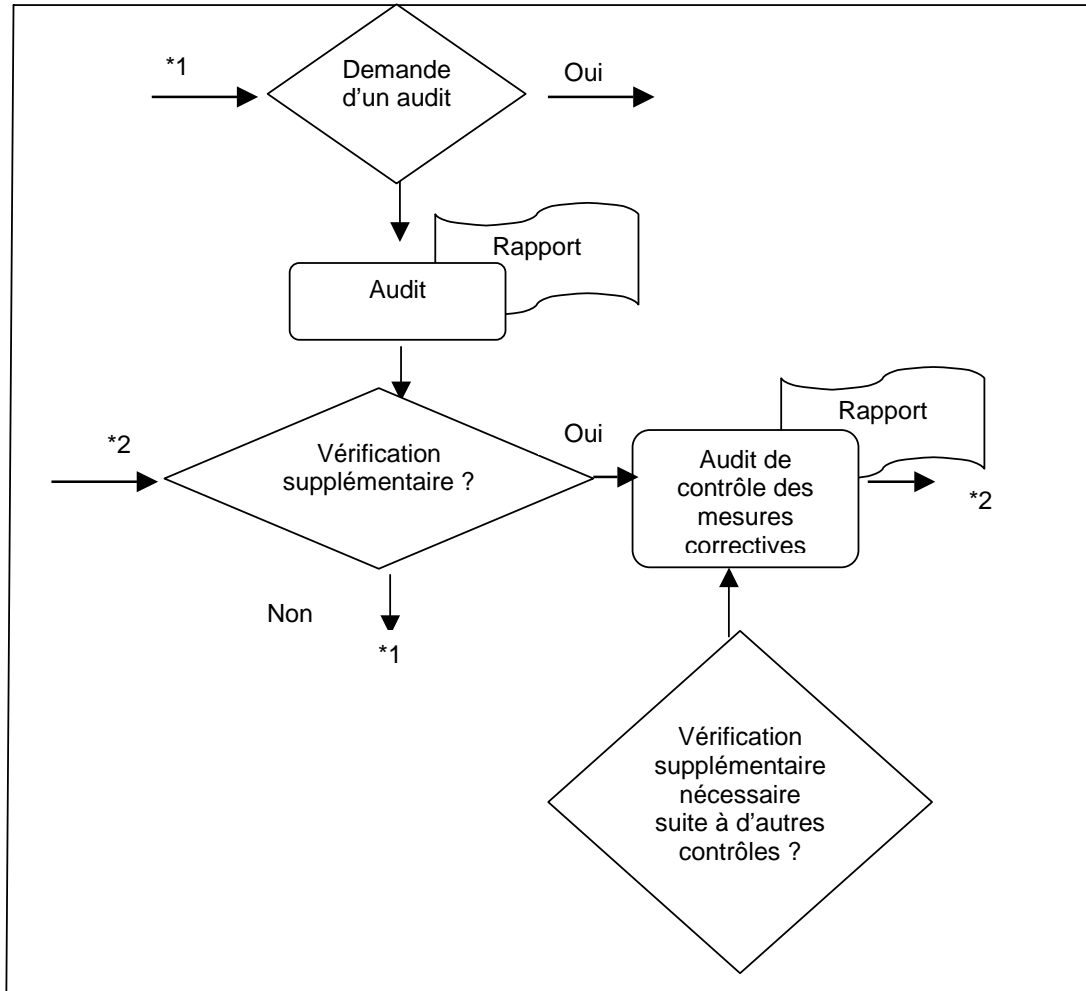 *1
Demande
d'un audit
Oui
Rapport
Audit
*2
Vérification
supplémentaire ?
Oui
Rapport
Audit de
contrôle des
mesures
correctives
*2
Non
*1
Vérification
supplémentaire
nécessaire
suite à d'autres
contrôles ?